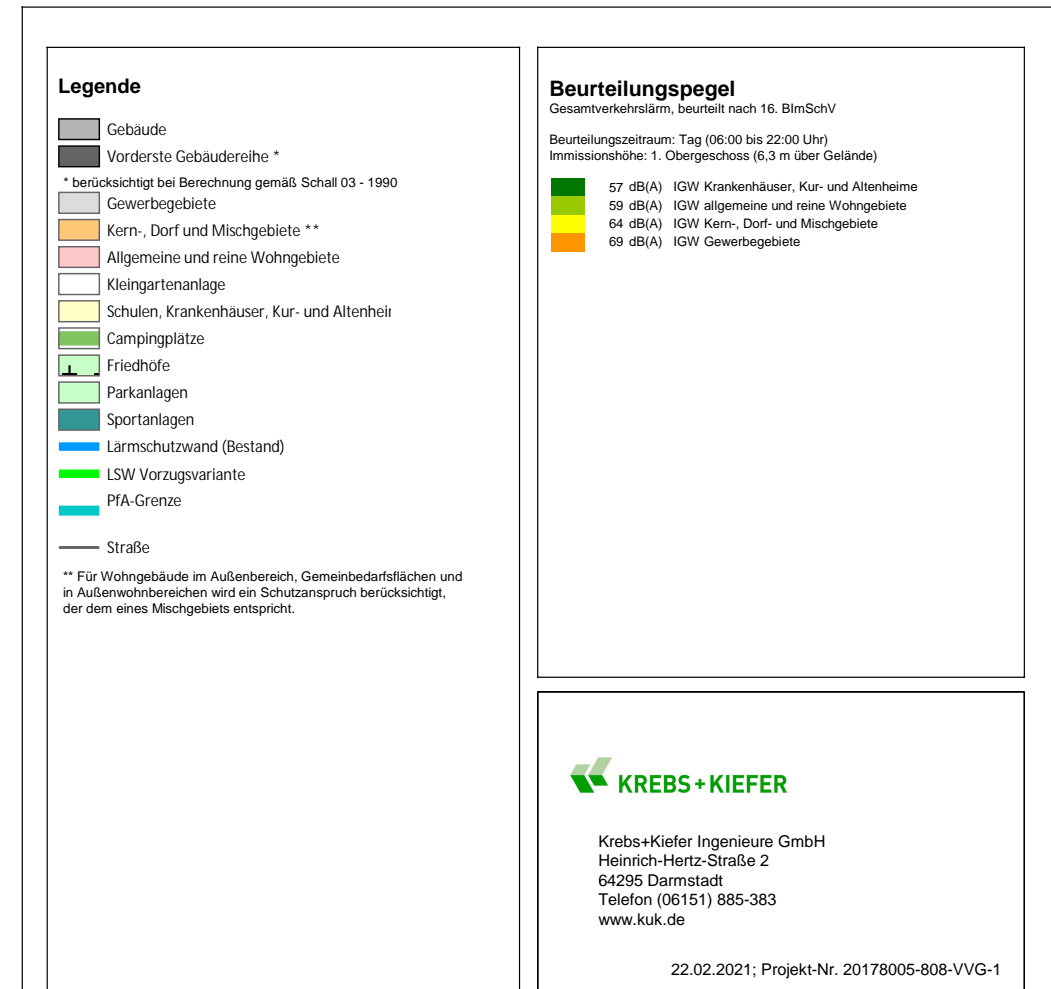 Legende
Gebäude
Vorderste Gebäudereihe *
* berücksichtigt bei Berechnung gemäß Schall 03 - 1990
Gewerbegebiete
Kern-, Dorf und Mischgebiete **
Allgemeine und reine Wohngebiete
Kleingartenanlage
Schulen, Krankenhäuser, Kur- und Altenheir
Campingplätze
Friedhöfe
Parkanlagen
Sportanlagen
Lärmschutzwand (Bestand)
LSW Vorzugsvariante
PfA-Grenze
Straße
** Für Wohngebäude im Außenbereich, Gemeinbedarfsflächen und
in Außenwohnbereichen wird ein Schutzanspruch berücksichtigt,
der dem eines Mischgebiets entspricht.
Beurteilungspegel
Gesamtverkehrslärm, beurteilt nach 16. BImSchV
Beurteilungszeitraum: Tag (06:00 bis 22:00 Uhr)
Immissionshöhe: 1. Obergeschoss (6,3 m über Gelände)
57 dB(A) IGW Krankenhäuser, Kur- und Altenheime
59 dB(A) IGW allgemeine und reine Wohngebiete
64 dB(A) IGW Kern-, Dorf- und Mischgebiete
69 dB(A) IGW Gewerbegebiete
KREBS+KIEFER
Krebs+Kiefer Ingenieure GmbH
Heinrich-Hertz-Straße 2
64295 Darmstadt
Telefon (06151) 885-383
www.kuk.de
22.02.2021; Projekt-Nr. 20178005-808-VVG-1